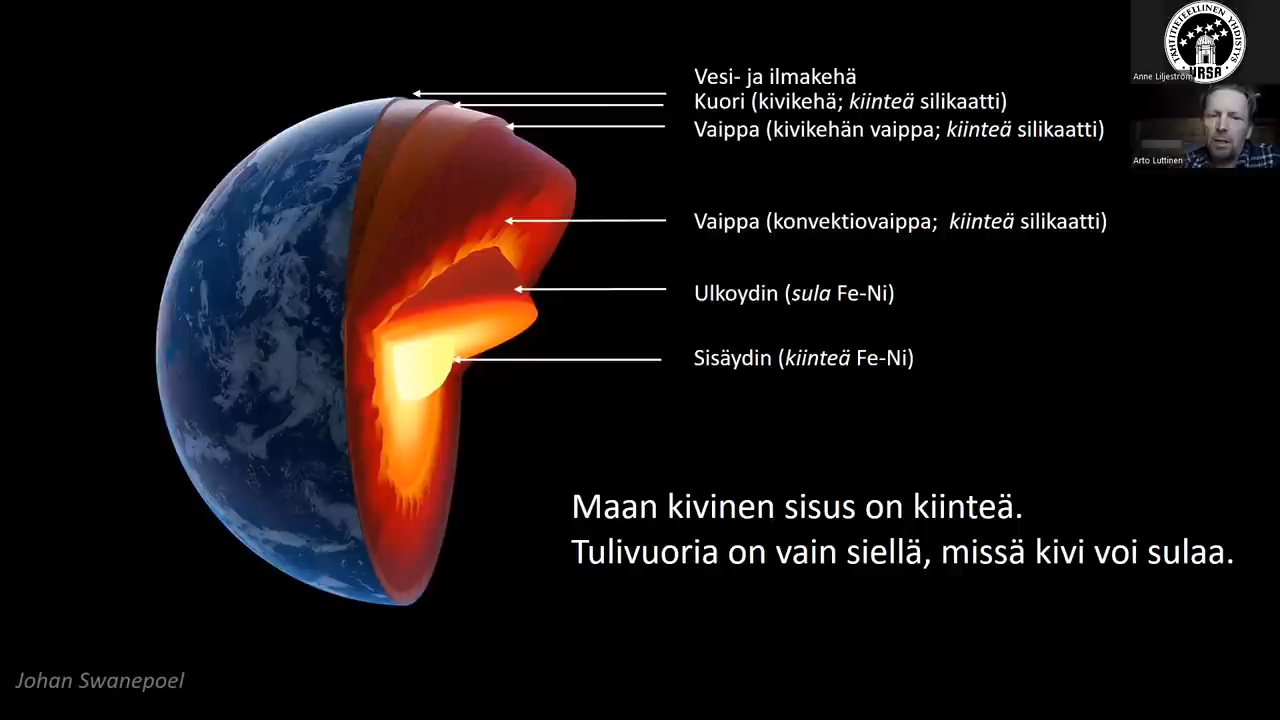 Vesi- ja ilmakehä
Kuori (kivikehä; kiinteä silikaatti)
Vaippa (kivikehän vaippa; kiinteä silikaatti)
Vaippa (konvektiovaippa; kiinteä silikaatti)
Ulkoydin (sula Fe-Ni)
Sisäydin (kiinteä Fe-Ni)
Maan kivinen sisus on kiinteä.
Tulivuoria on vain siellä, missä kivi voi sulaa.
Johan Swanepoel
TÄHTITIETEELLINEN YHDISTYS
URSA
Anne Liljeström
Arto Luttinen